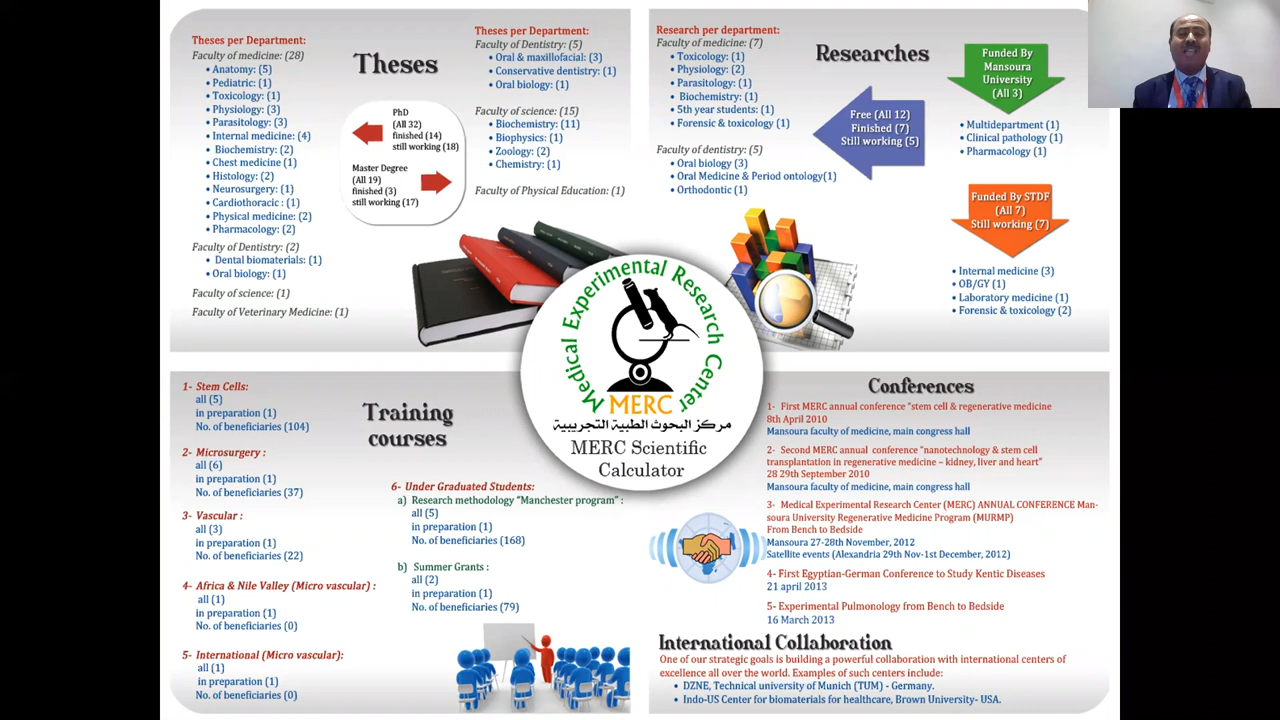 Theses per Department:
Faculty of medicine: (28)
• Anatomy: (5)
• Pediatric: (1)
• Toxicology: (1)
• Physiology: (3)
• Parasitology: (3)
• Internal medicine: (4)
• Biochemistry: (2)
• Chest medicine (1)
• Histology: (2)
• Neurosurgery: (1)
• Cardiothoracic : (1)
• Physical medicine: (2)
• Pharmacology: (2)
Faculty of Dentistry: (2)
• Dental biomaterials: (1)
• Oral biology: (1)
Faculty of science: (1)
Faculty of Veterinary Medicine: (1)
Theses
PhD
(All 32)
finished (14)
still working (18)
Master Degree
(All 19)
finished (3)
still working (17)
Theses per Department:
Faculty of Dentistry: (5)
• Oral & maxillofacial: (3)
• Conservative dentistry: (1)
• Oral biology: (1)
Faculty of science: (15)
• Biochemistry: (11)
• Biophysics: (1)
• Zoology: (2)
• Chemistry: (1)
Faculty of Physical Education: (1)
Research per department:
Faculty of medicine: (7)
• Toxicology: (1)
• Physiology: (2)
• Parasitology: (1)
• Biochemistry: (1)
• 5th year students: (1)
• Forensic & toxicology (1)
Faculty of dentistry: (5)
• Oral biology (3)
• Oral Medicine & Period ontology(1)
• Orthodontic (1)
Researches
Free (All 12)
Finished (7)
Still working (5)
Funded By
Mansoura
University
(All 3)
• Multidepartment (1)
• Clinical pathology (1)
• Pharmacology (1)
Funded By STDF
(All 7)
Still working (7)
• Internal medicine (3)
• OB/GY (1)
• Laboratory medicine (1)
• Forensic & toxicology (2)
Medical Experimental Research Center
MERC
مركز البحوث الطبية التجريبية
MERC Scientific
Calculator
1- Stem Cells:
all (5)
in preparation (1)
No. of beneficiaries (104)
2- Microsurgery :
all (6)
in preparation (1)
No. of beneficiaries (37)
3- Vascular :
all (3)
in preparation (1)
No. of beneficiaries (22)
4- Africa & Nile Valley (Micro vascular) :
all (1)
in preparation (1)
No. of beneficiaries (0)
5- International (Micro vascular):
all (1)
in preparation (1)
No. of beneficiaries (0)
Training
courses
6- Under Graduated Students:
a) Research methodology "Manchester program" :
all (5)
in preparation (1)
No. of beneficiaries (168)
b) Summer Grants :
all (2)
in preparation (1)
No. of beneficiaries (79)
Conferences
1- First MERC annual conference "stem cell & regenerative medicine
8th April 2010
Mansoura faculty of medicine, main congress hall
2- Second MERC annual conference "nanotechnology & stem cell
transplantation in regenerative medicine – kidney, liver and heart"
28 29th September 2010
Mansoura faculty of medicine, main congress hall
3- Medical Experimental Research Center (MERC) ANNUAL CONFERENCE Man-
soura University Regenerative Medicine Program (MURMP)
From Bench to Bedside
Mansoura 27-28th November, 2012
Satellite events (Alexandria 29th Nov-1st December, 2012)
4- First Egyptian-German Conference to Study Kentic Diseases
21 april 2013
5- Experimental Pulmonology from Bench to Bedside
16 March 2013
International Collaboration
One of our strategic goals is building a powerful collaboration with international centers of
excellence all over the world. Examples of such centers include:
• DZNE, Technical university of Munich (TUM) - Germany.
• Indo-US Center for biomaterials for healthcare, Brown University- USA.